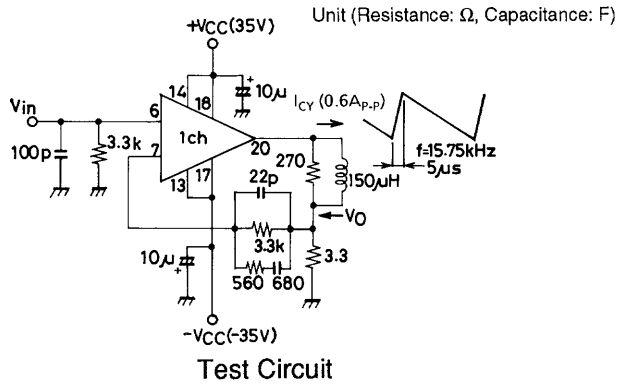 Unit (Resistance: Ω, Capacitance: F)
+VCC(35V)
14
18
+
10μ
ICY (0.6AP-P)
Vin
6
1ch
20
3.3k
100p
7
270
f=15.75kHz
5μs
13
17
22p
150μH
VO
3.3k
10μ
+
3.3
560
680
-VCC(-35V)
Test Circuit